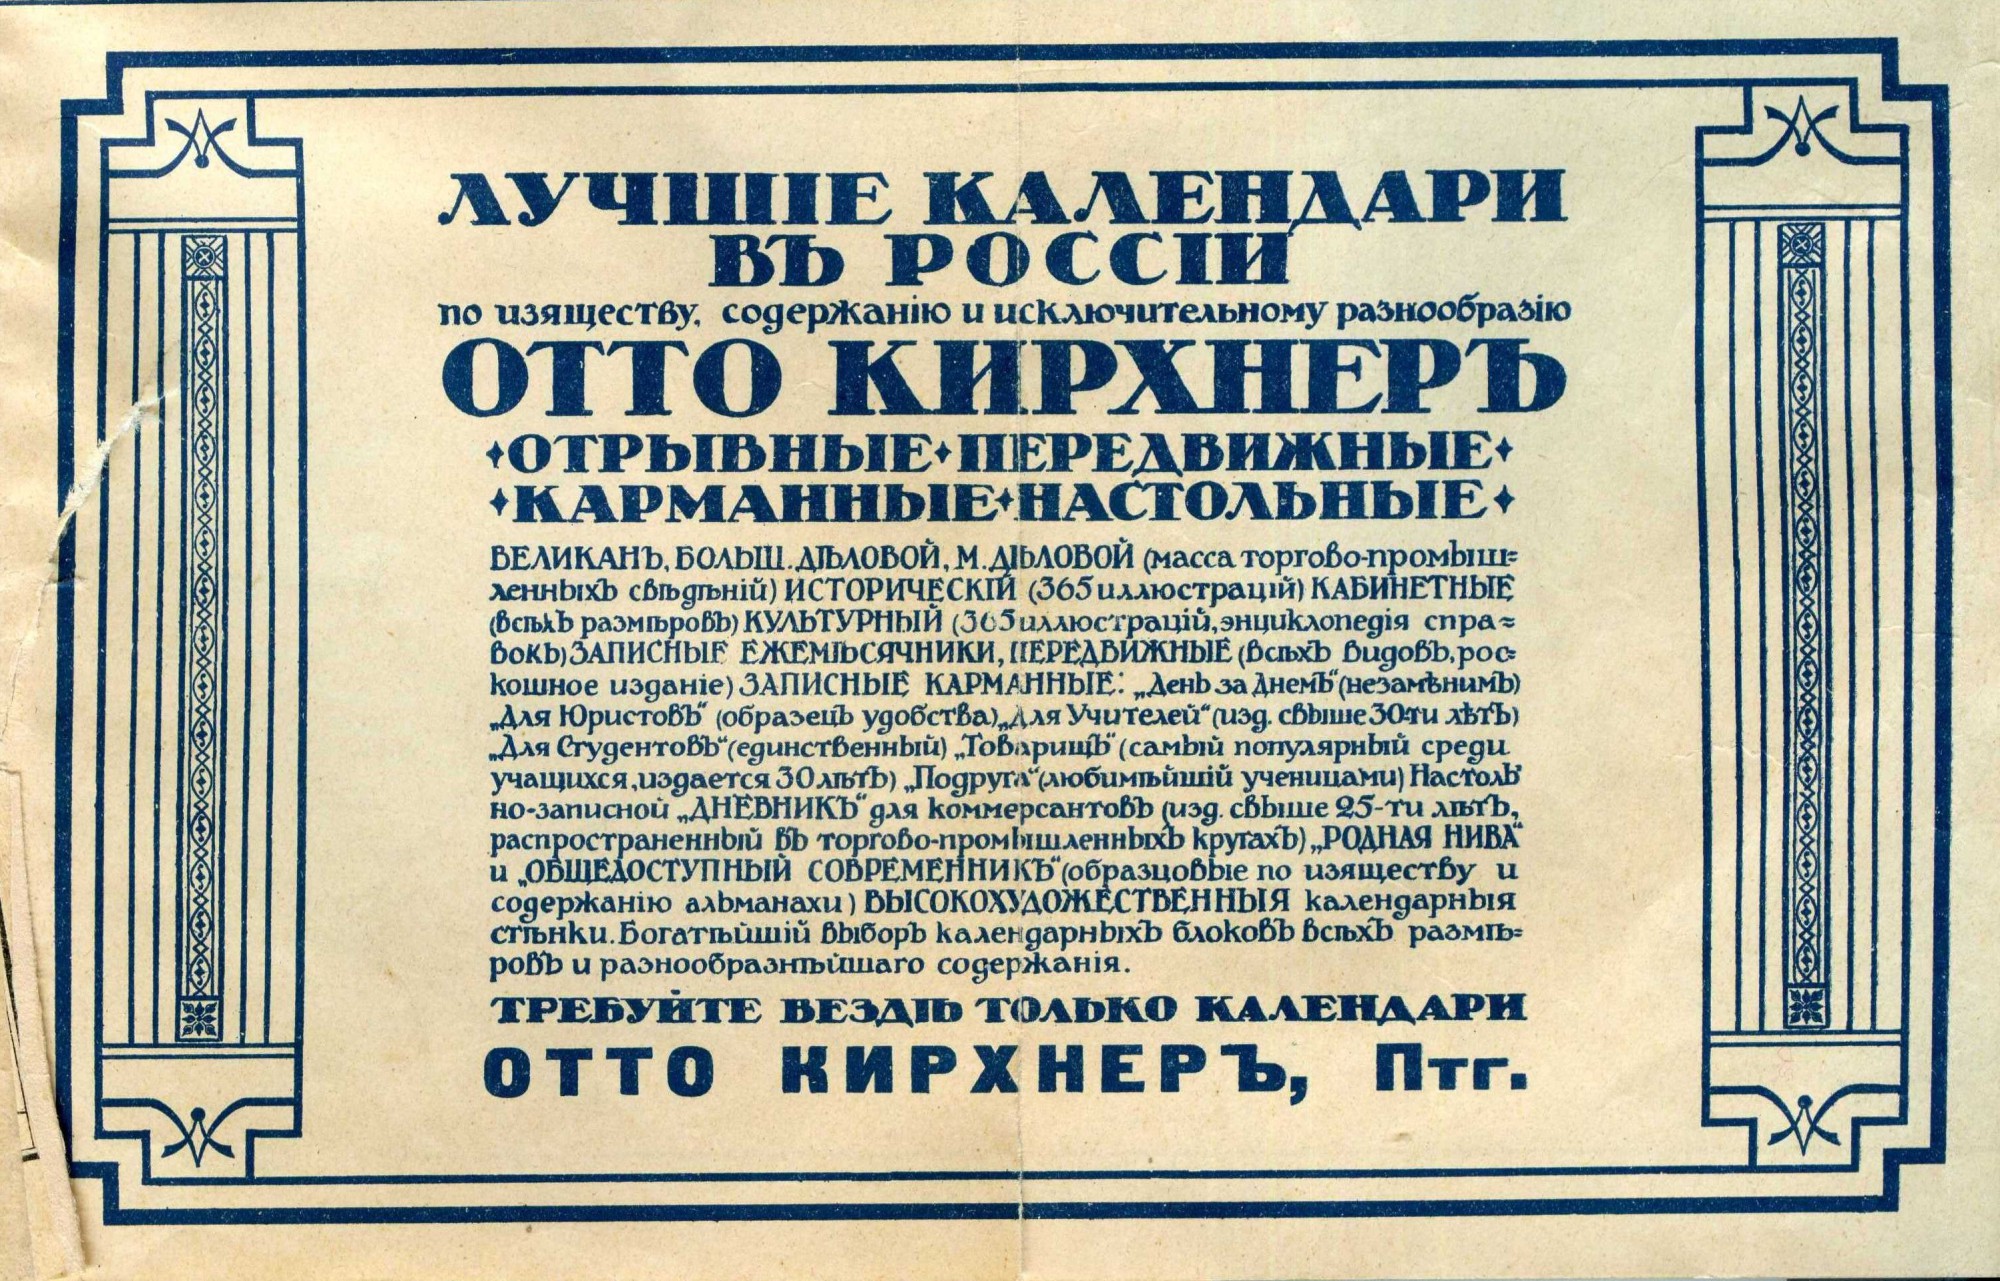 ЛУЧШІЕ КАЛЕНДАРИ
ВЪ РОССІИ
по изяществу, содержанію и исключительному разнообразію
ОТТО КИРХНЕРЪ
ОТРЫВНЫЕ ПЕРЕДВИЖНЫЕ
КАРМАННЫЕ НАСТОЛЬНЫЕ
ВЕЛИКАНЪ, БОЛЬШ. ДѢЛОВОЙ, М. ДѢЛОВОЙ (масса торгово-промыш=
ленныхъ свѣдѣній) ИСТОРИЧЕСКІЙ (365 иллюстрацій) КАБИНЕТНЫЕ
(всѣхъ размѣровъ) КУЛЬТУРНЫЙ (365 иллюстрацій, энциклопедія спра=
вокъ) ЗАПИСНЫЕ ЕЖЕМѢСЯЧНИКИ, ПЕРЕДВИЖНЫЕ (всѣхъ видовъ, рос=
кошное изданіе) ЗАПИСНЫЕ КАРМАННЫЕ: „День за Днемъ“ (незамѣнимъ)
„Для Юристовъ“ (образецъ удобства) „Для Учителей“ (изд. свыше 30-ти лѣтъ)
„Для Студентовъ“ (единственный) „Товарищъ“ (самый популярный среди
учащихся, издается 30 лѣтъ) „Подруга“ (любимѣйшій ученицами) Настоль-
но-записной „ДНЕВНИКЪ“ для коммерсантовъ (изд. свыше 25-ти лѣтъ,
распространенный въ торгово-промышленныхъ кругахъ) „РОДНАЯ НИВА“
и „ОБЩЕДОСТУПНЫЙ СОВРЕМЕННИКЪ“ (образцовые по изяществу и
содержанію альманахи) ВЫСОКОХУДОЖЕСТВЕННЫЯ календарныя
стѣнки. Богатѣйшій выборъ календарныхъ блоковъ всѣхъ размѣ=
ровъ и разнообразнѣйшаго содержанія.
ТРЕБУЙТЕ ВЕЗДѢ ТОЛЬКО КАЛЕНДАРИ
ОТТО КИРХНЕРЪ, Птг.